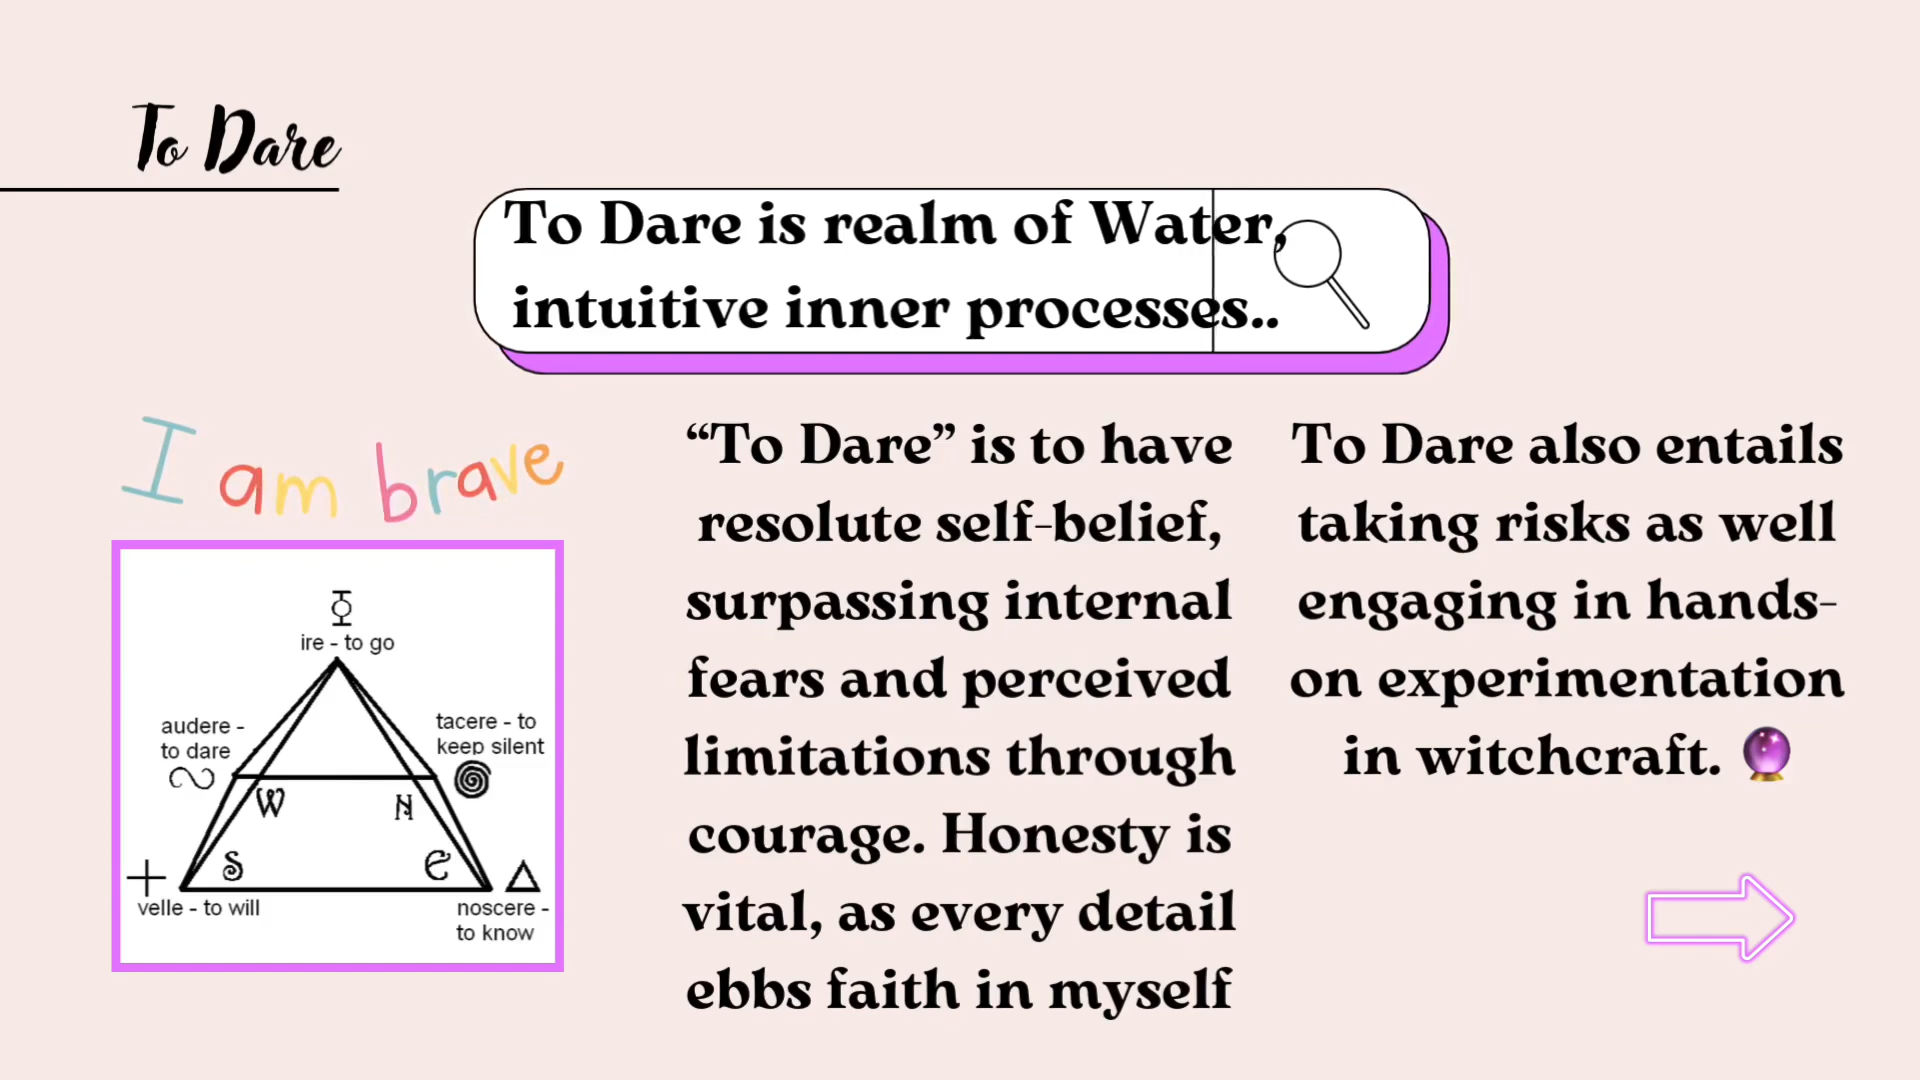 To Dare
To Dare is realm of Water,
intuitive inner processes..
I am brave
ire - to go
audere -
to dare
tacere - to
keep silent
W
N
S
e
velle - to will
noscere -
to know
“To Dare” is to have
resolute self-belief,
surpassing internal
fears and perceived
limitations through
courage. Honesty is
vital, as every detail
ebbs faith in myself
To Dare also entails
taking risks as well
engaging in hands-
on experimentation
in witchcraft.